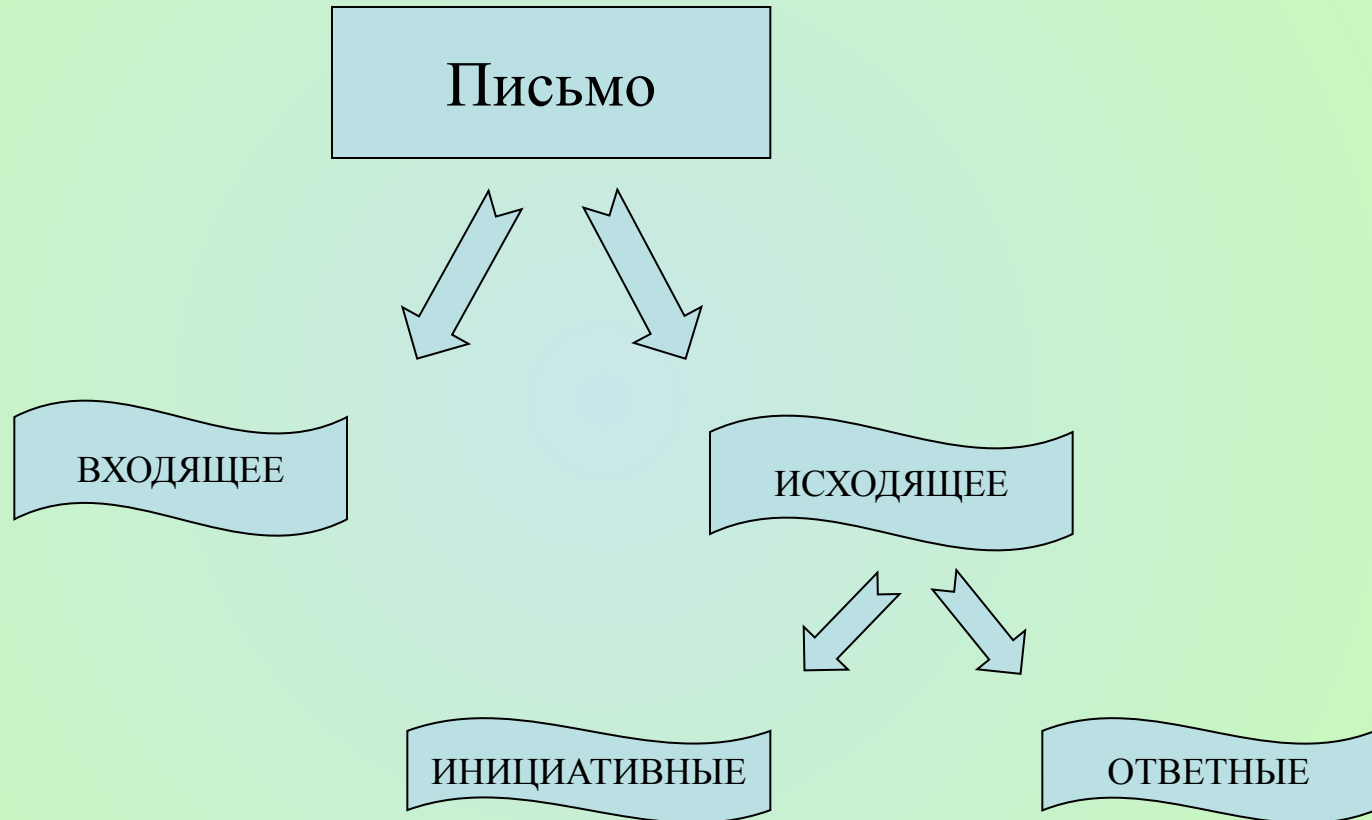 Письмо
ВХОДЯЩЕЕ
ИСХОДЯЩЕЕ
ИНИЦИАТИВНЫЕ
ОТВЕТНЫЕ